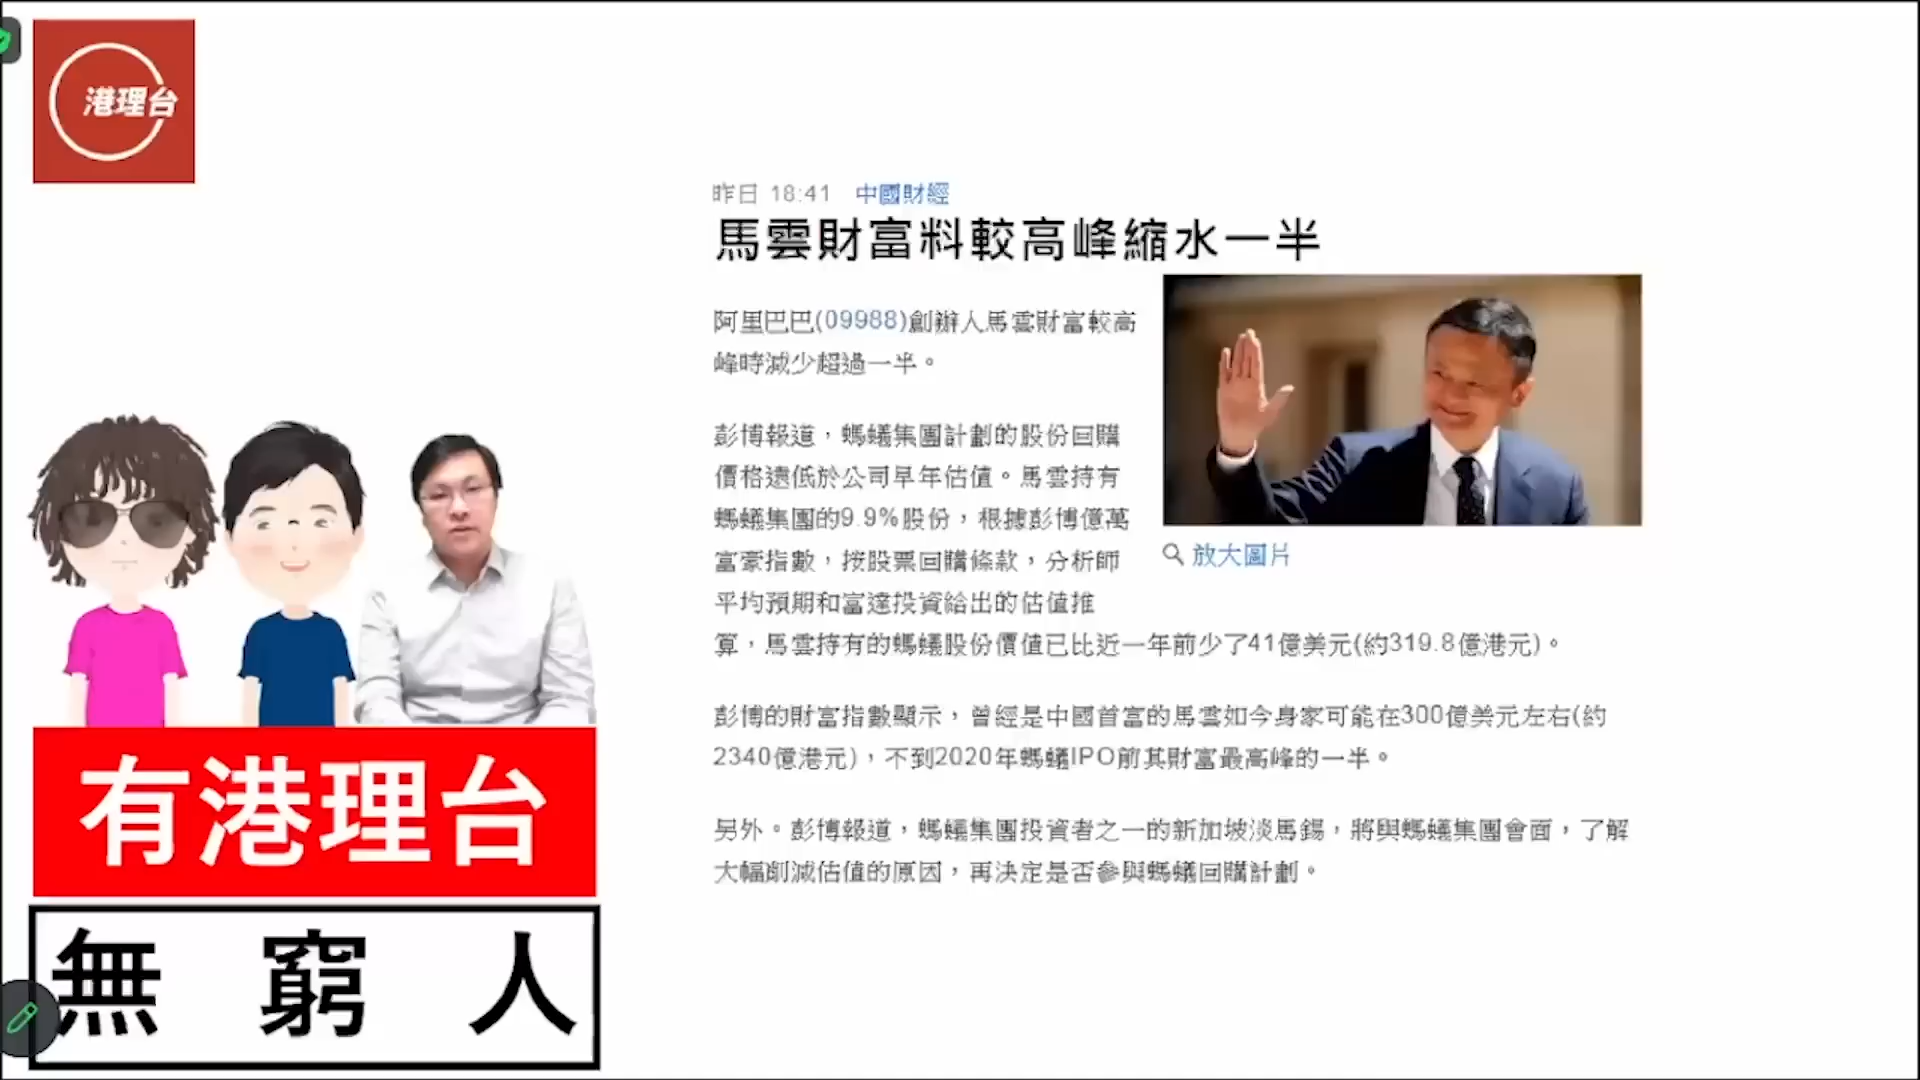 港理台
昨日 18:41 中國財經
馬雲財富料較高峰縮水一半
阿里巴巴(09988)創辦人馬雲財富較高
峰時減少超過一半。
彭博報道，螞蟻集團計劃的股份回購
價格遠低於公司早年估值。馬雲持有
螞蟻集團的9.9%股份，根據彭博億萬
富豪指數，按股票回購條款，分析師
平均預期和富達投資給出的估值推
算，馬雲持有的螞蟻股份價值已比近一年前少了41億美元(約319.8億港元)。
放大圖片
彭博的財富指數顯示，曾經是中國首富的馬雲如今身家可能在300億美元左右(約
2340億港元)，不到2020年螞蟻IPO前其財富最高峰的一半。
另外。彭博報道，螞蟻集團投資者之一的新加坡淡馬錫，將與螞蟻集團會面，了解
大幅削減估值的原因，再決定是否參與螞蟻回購計劃。
有港理台
無窮人